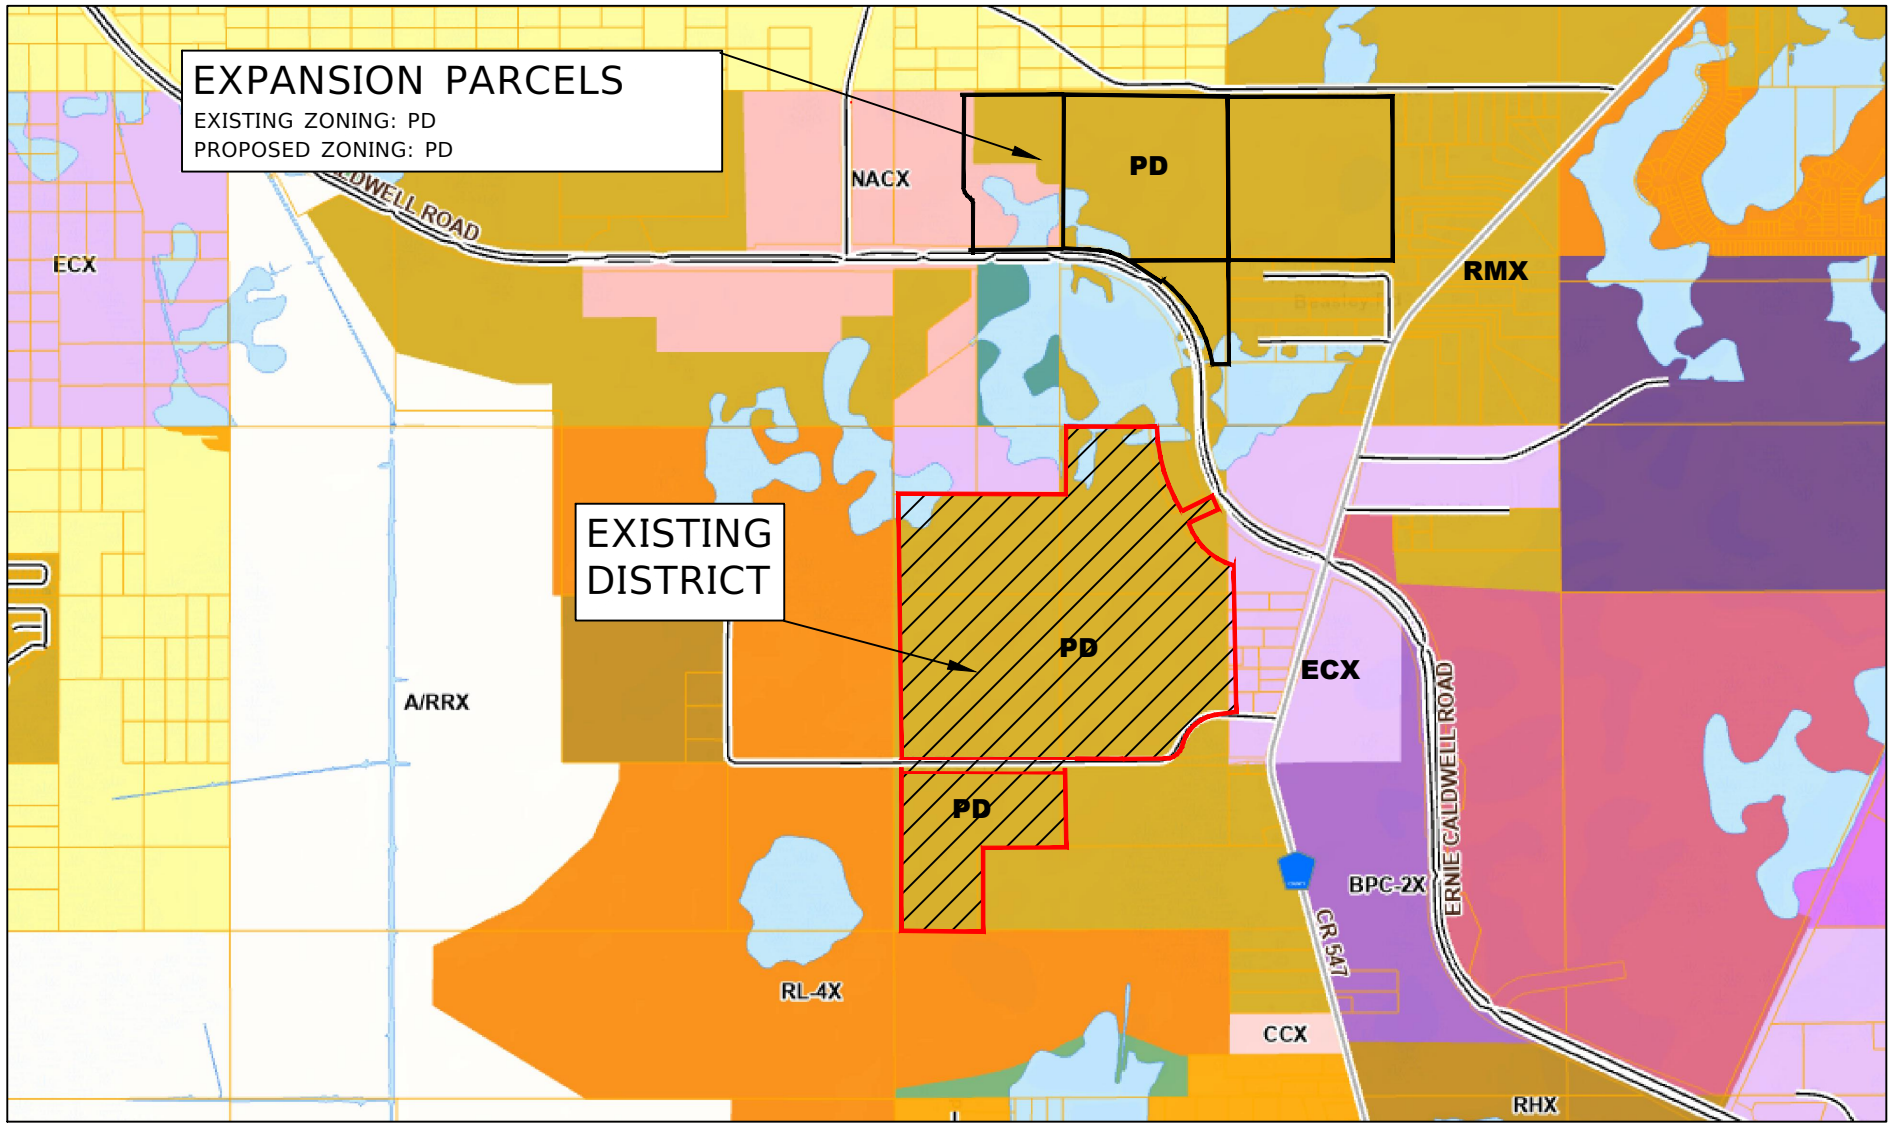 EXPANSION PARCELS
EXISTING ZONING: PD
PROPOSED ZONING: PD
PD
NACX
ROAD
ECX
RMX
EXISTING
DISTRICT
PD
ECX
A/RRX
ERNIE CALDWELL ROAD
PD
BPC-2X
CR 547
RL-4X
CCX
RHX